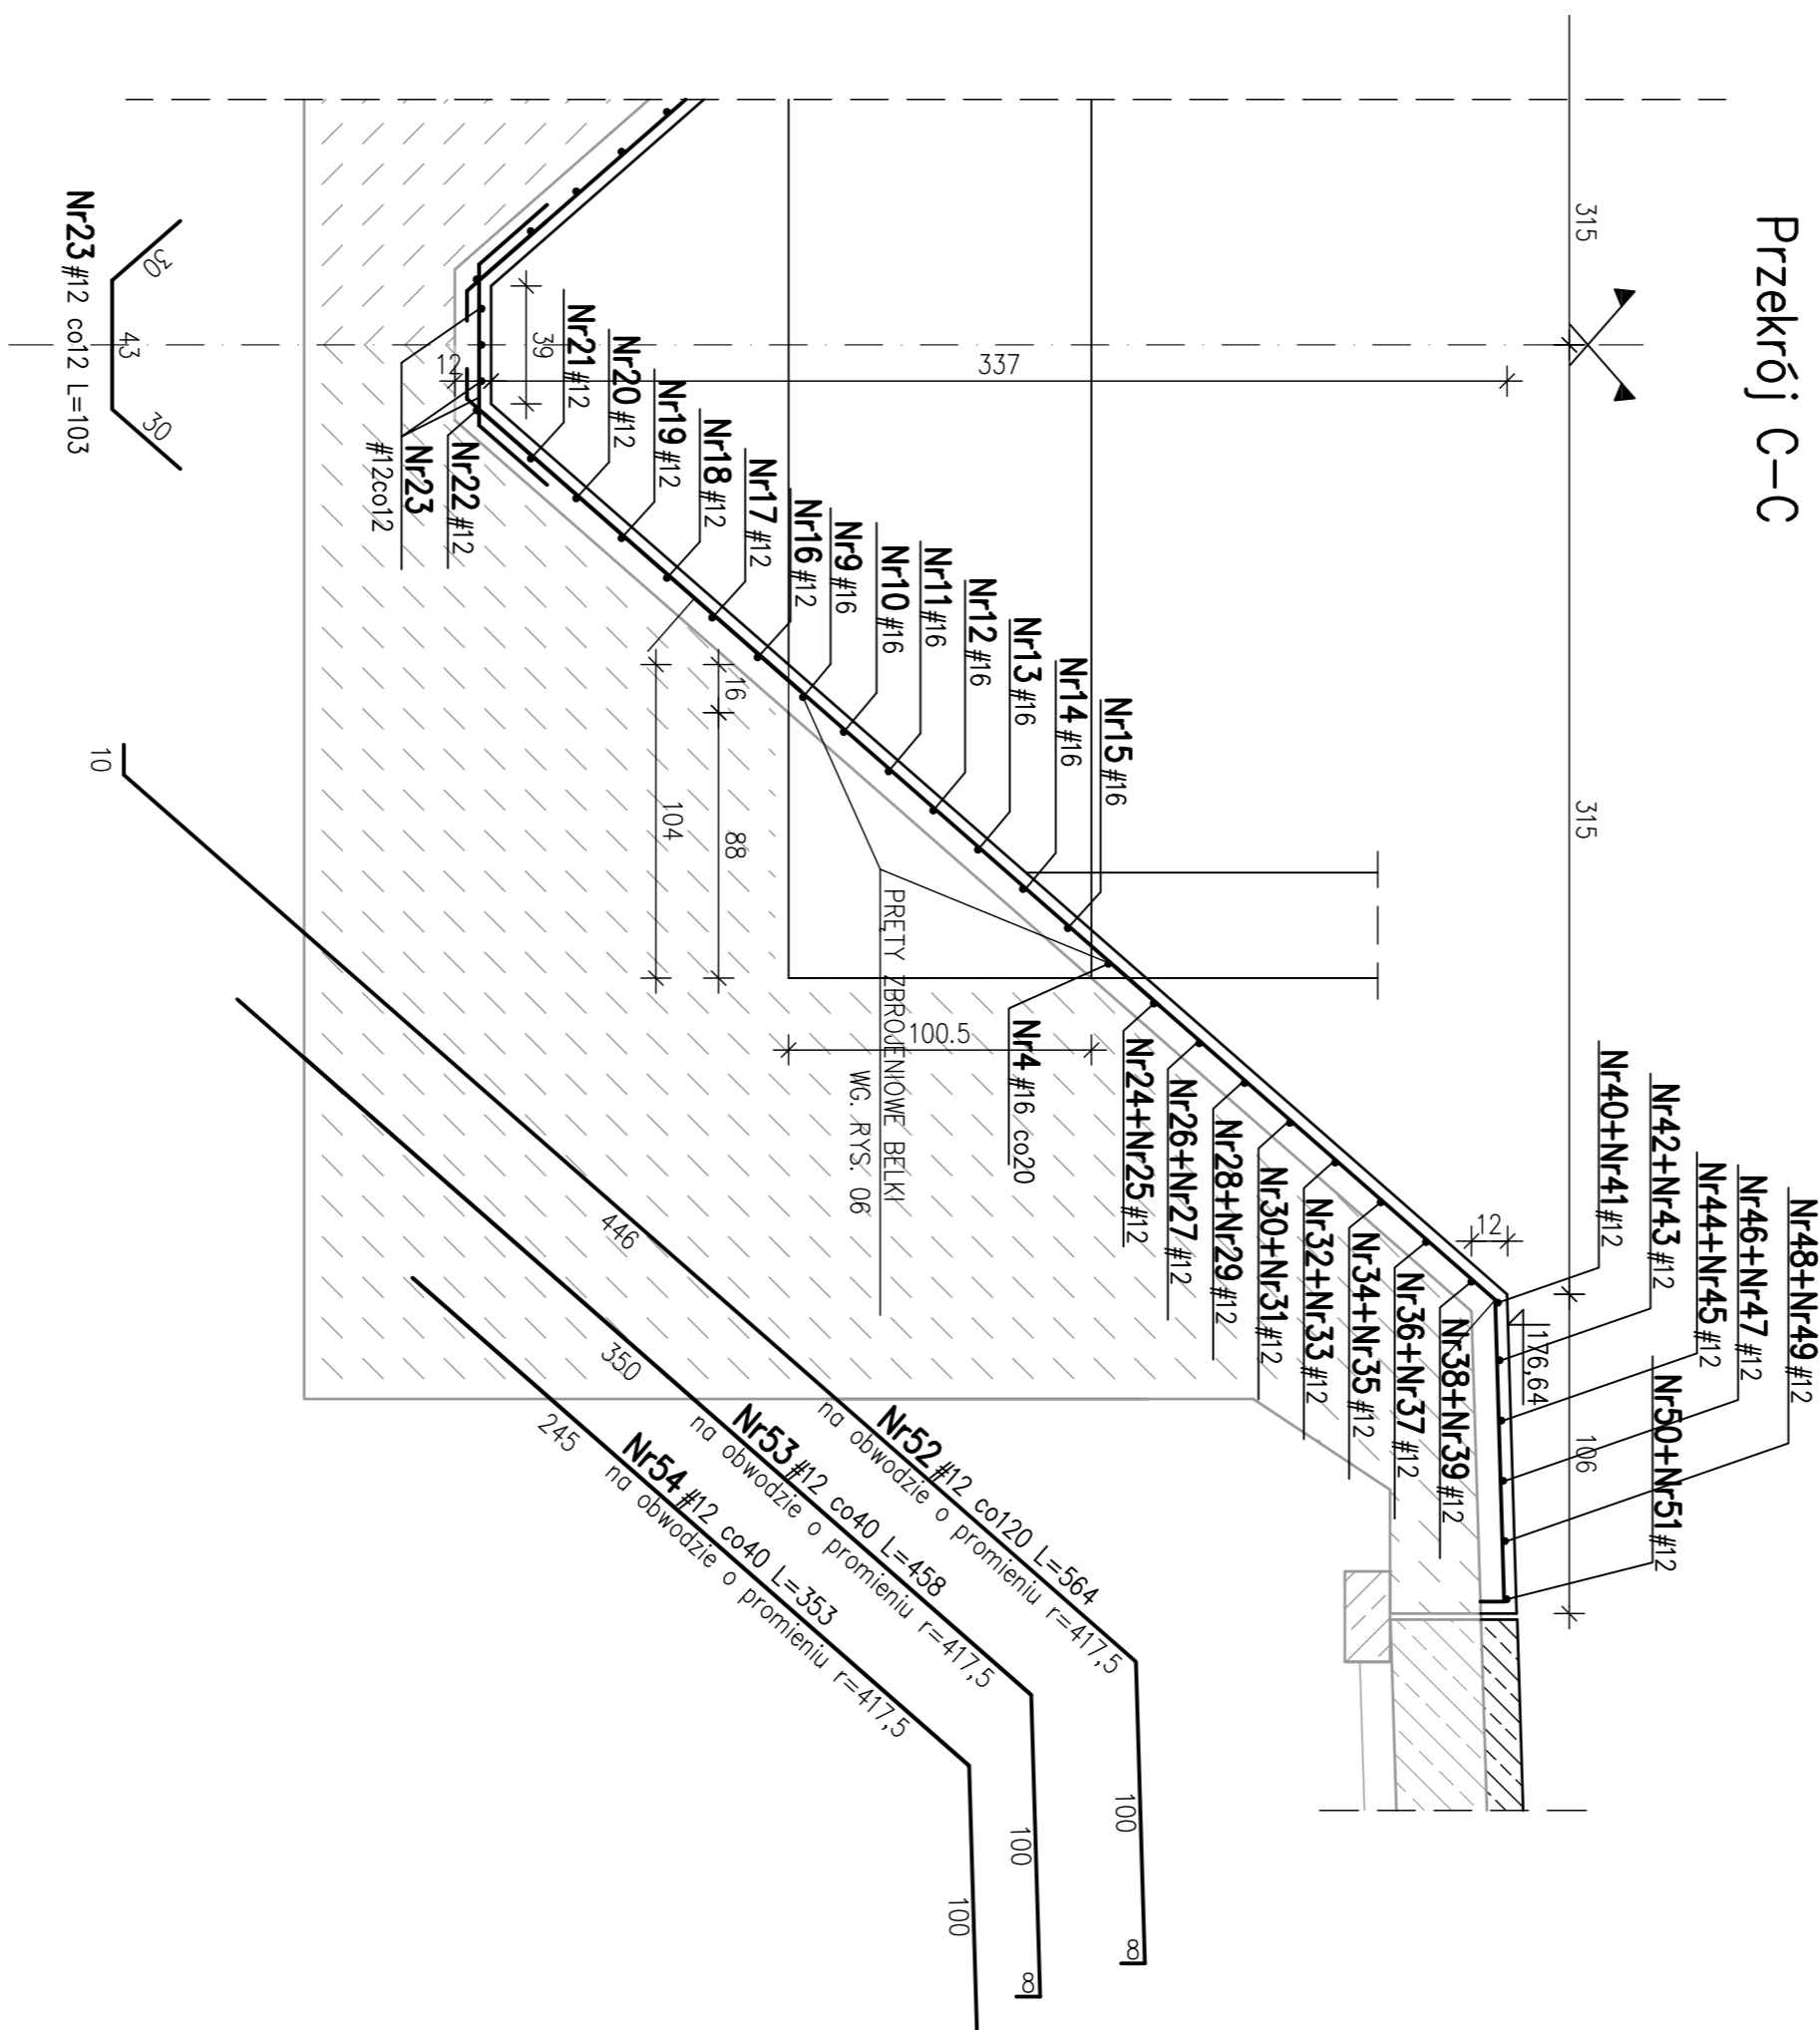 Przekrój C-C
315
315
106
337
12
39
12
Nr21 #12
Nr20 #12
Nr19 #12
Nr18 #12
Nr17 #12
Nr16 #12
Nr9 #16
Nr10 #16
Nr11 #16
Nr12 #16
Nr13 #16
Nr14 #16
Nr15 #16
Nr22 #12
Nr23
#12co12
Nr23 #12 co12 L=103
30
43
30
16
88
104
100.5
PRĘTY ZBROJENIOWE BELKI
WG. RYS. 06
Nr4 #16 co20
Nr24+Nr25 #12
Nr26+Nr27 #12
Nr28+Nr29 #12
Nr30+Nr31 #12
Nr32+Nr33 #12
Nr34+Nr35 #12
Nr36+Nr37 #12
Nr38+Nr39 #12
Nr40+Nr41 #12
Nr42+Nr43 #12
Nr44+Nr45 #12
Nr46+Nr47 #12
Nr48+Nr49 #12
Nr50+Nr51 #12
176,64
10
446
Nr52 #12 co120 L=564
na obwodzie o promieniu r=417,5
100
8
350
Nr53 #12 co40 L=458
na obwodzie o promieniu r=417,5
100
8
245
Nr54 #12 co40 L=353
na obwodzie o promieniu r=417,5
100